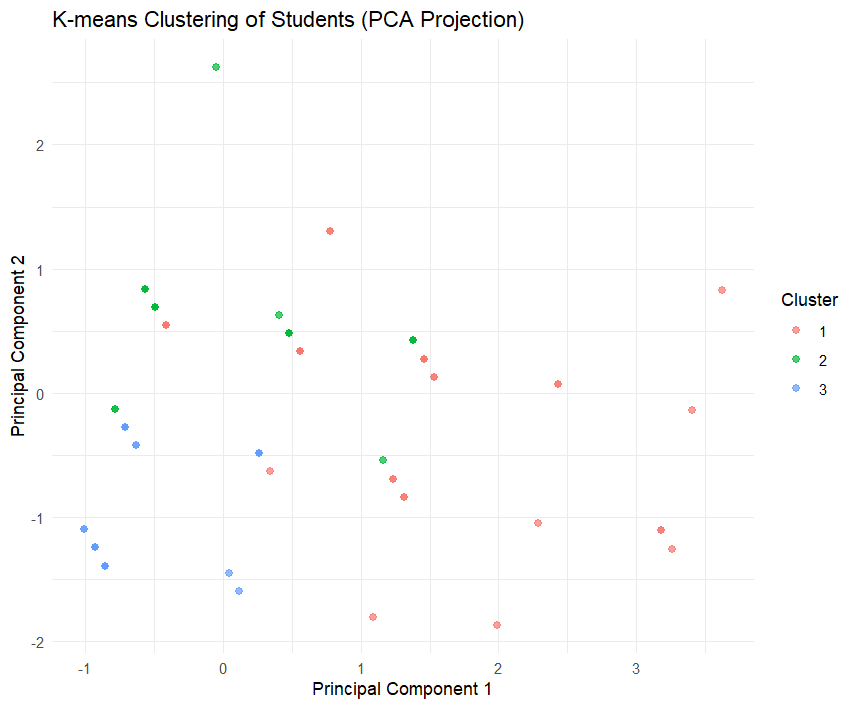 K-means Clustering of Students (PCA Projection)
Principal Component 2
2
1
0
-1
-2
-1 0 1 2 3
Principal Component 1
Cluster
1
2
3